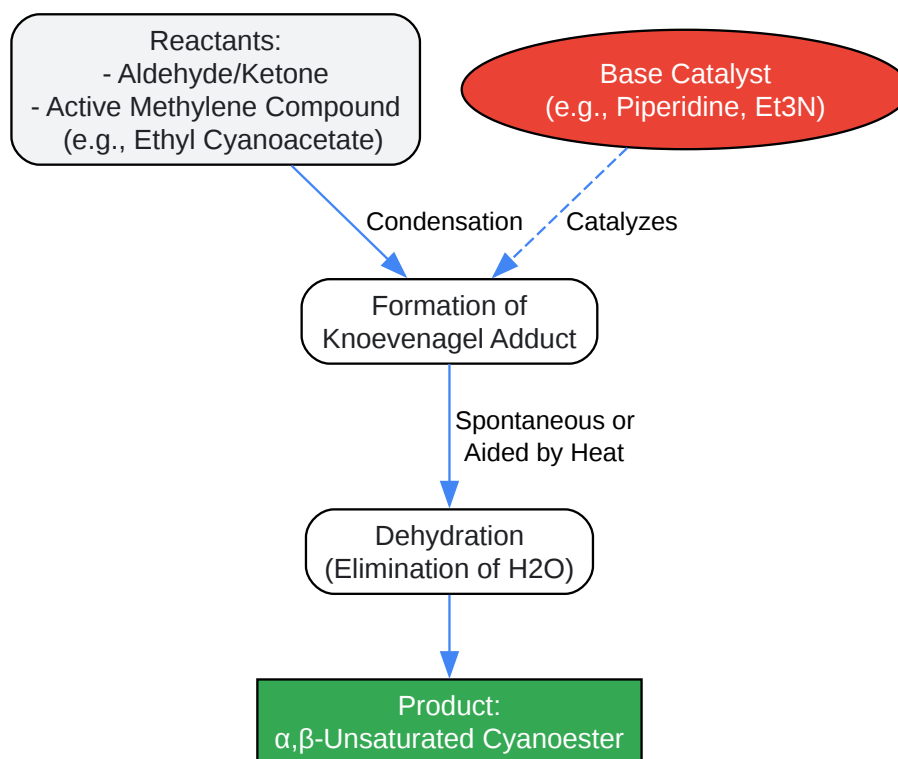 Reactants:
- Aldehyde/Ketone
- Active Methylene Compound
(e.g., Ethyl Cyanoacetate)
Base Catalyst
(e.g., Piperidine, Et3N)
Condensation
Catalyzes
Formation of
Knoevenagel Adduct
Spontaneous or
Aided by Heat
Dehydration
(Elimination of H2O)
Product:
α,β-Unsaturated Cyanoester